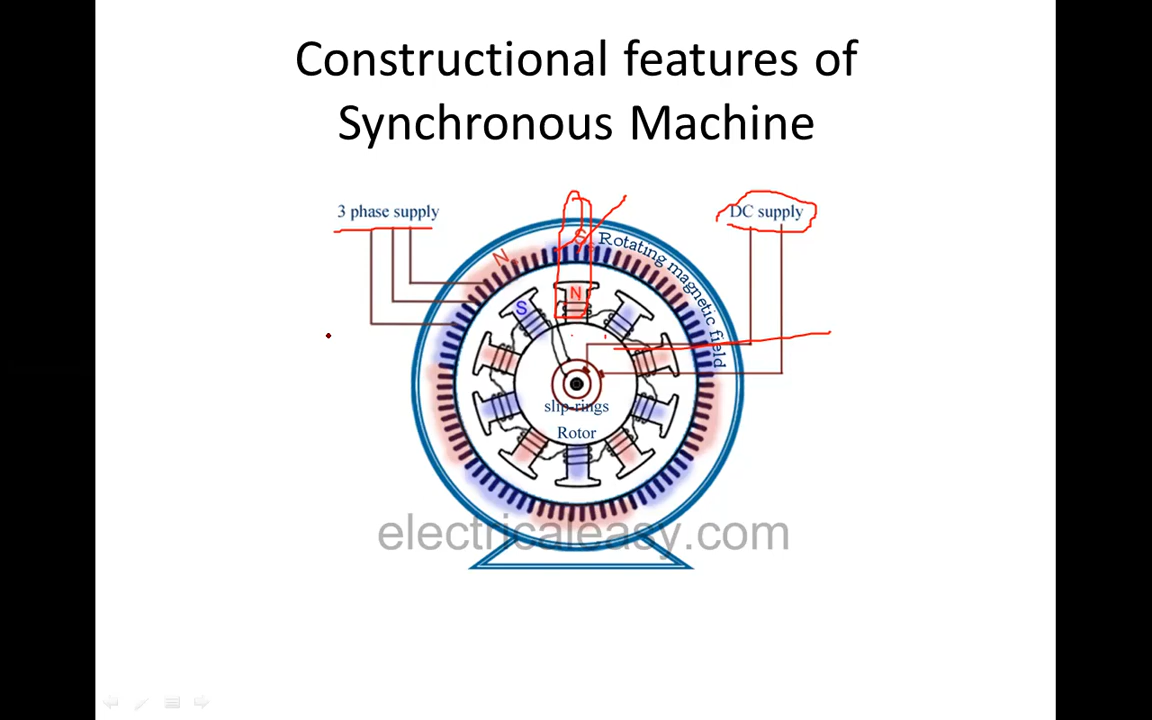 Constructional features of
Synchronous Machine
3 phase supply
DC supply
Rotating magnetic field
N
S
N
S
slip-rings
Rotor
electricaleasy.com